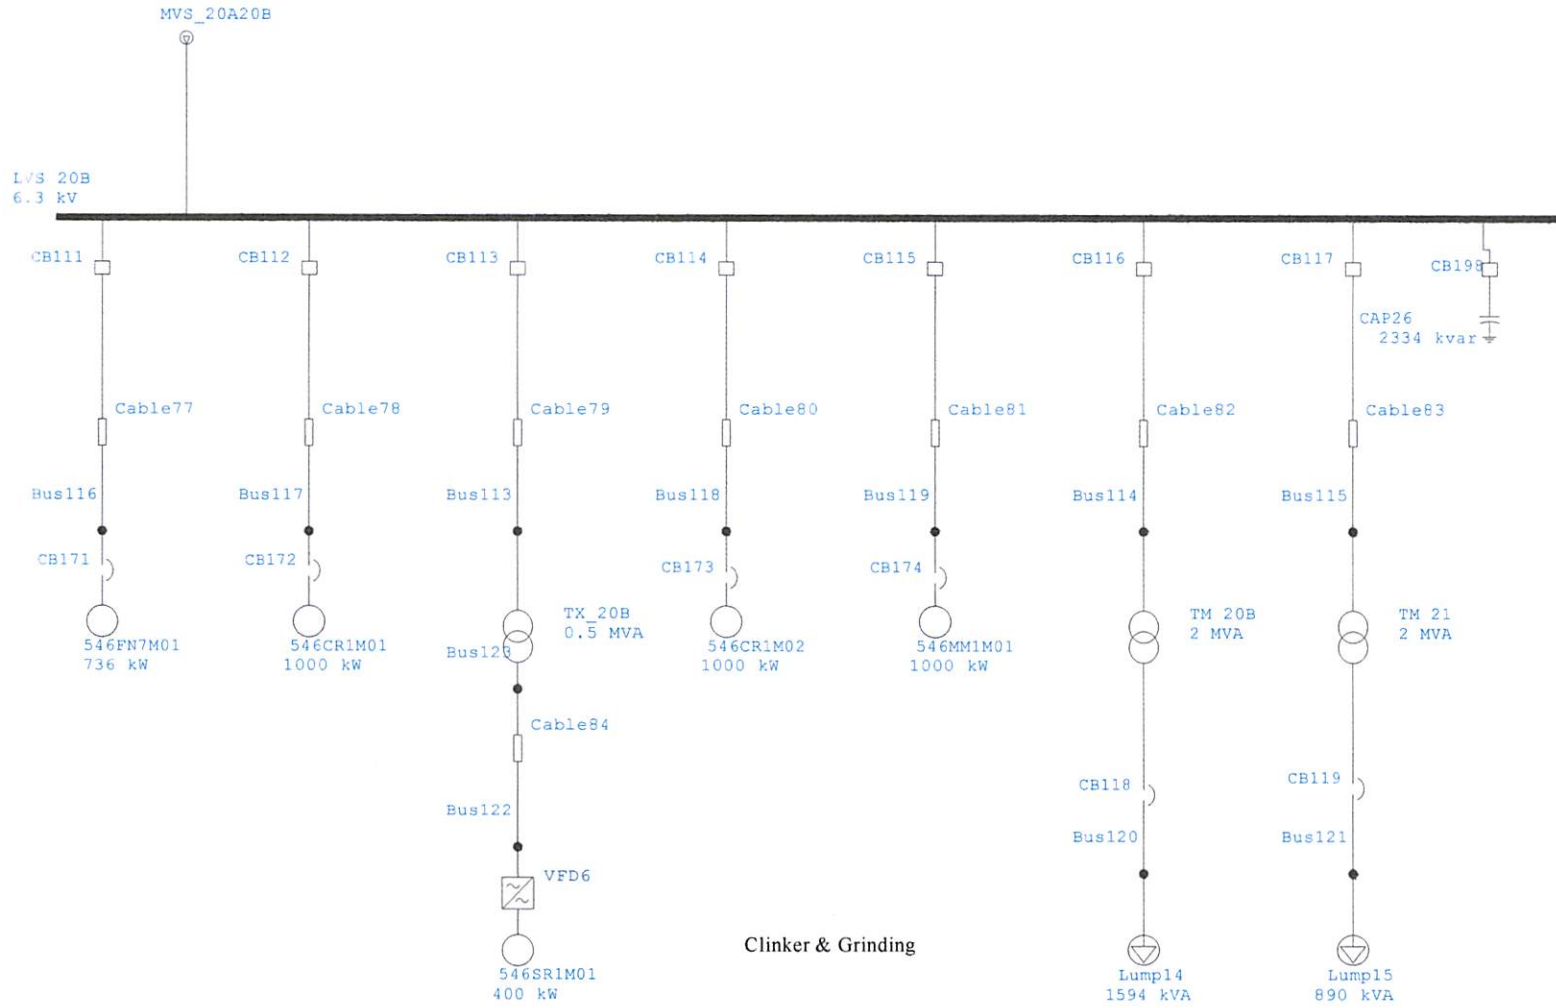 MVS_20A20B
LVS 20B
6.3 kV
CB111
CB112
CB113
CB114
CB115
CB116
CB117
CB198
CAP26
2334 kvar
Cable77
Cable78
Cable79
Cable80
Cable81
Cable82
Cable83
Bus116
Bus117
Bus113
Bus118
Bus119
Bus114
Bus115
CB171
CB172
CB173
CB174
546FN7M01
736 kW
546CR1M01
1000 kW
TX_20B
0.5 MVA
Bus123
546CR1M02
1000 kW
546MM1M01
1000 kW
TM 20B
2 MVA
TM 21
2 MVA
Cable84
CB118
CB119
Bus122
Bus120
Bus121
VFD6
Clinker & Grinding
546SR1M01
400 kW
Lump14
1594 kVA
Lump15
890 kVA